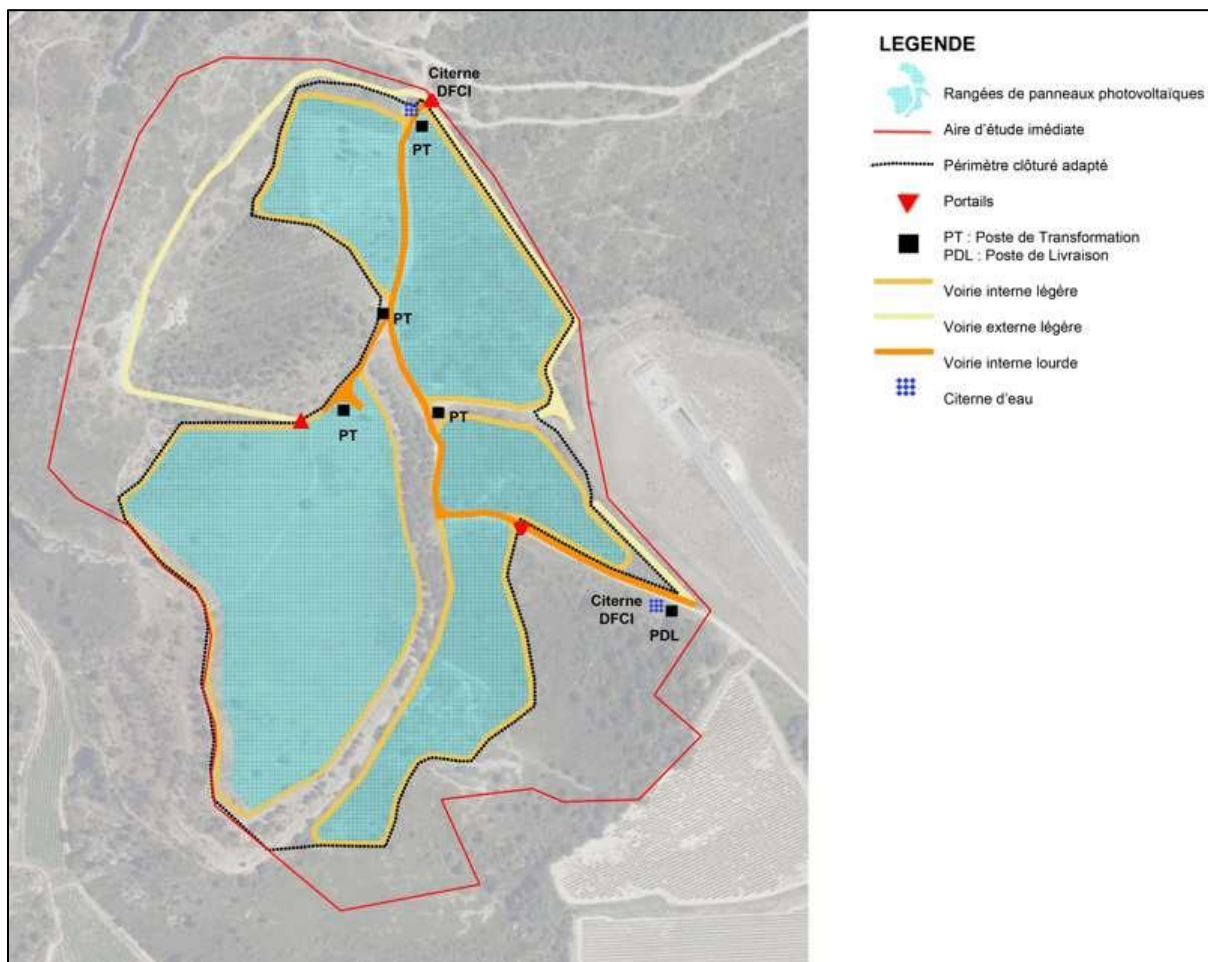 Citerne
DFCI
PT
PT
PT
PT
Citerne
DFCI
PDL
LEGENDE
Rangées de panneaux photovoltaïques
Aire d'étude imédiate
Périmètre clôturé adapté
Portails
PT : Poste de Transformation
PDL : Poste de Livraison
Voirie interne légère
Voirie externe légère
Voirie interne lourde
Citerne d'eau